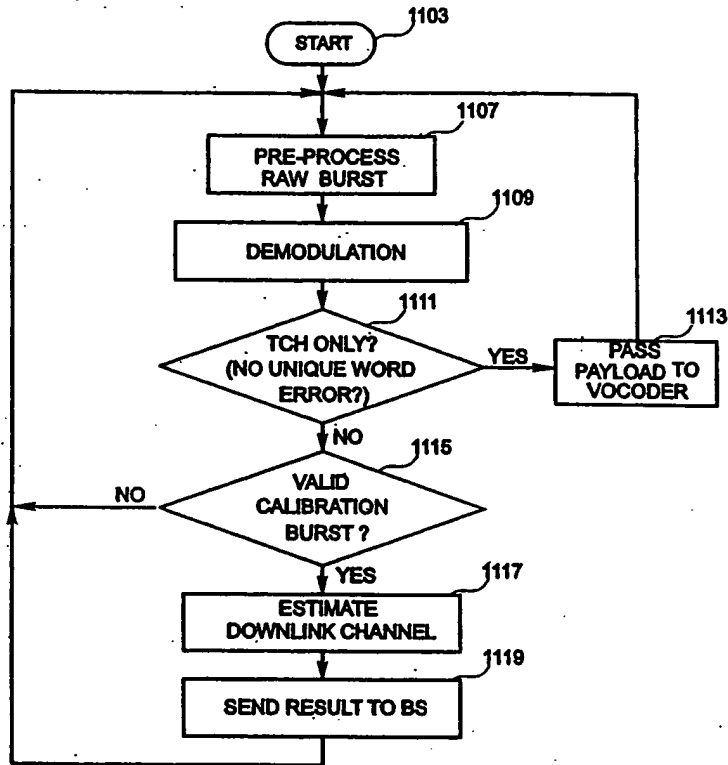 1103
START
1107
PRE-PROCESS
RAW BURST
1109
DEMODULATION
1111
TCH ONLY?
(NO UNIQUE WORD
ERROR?)
YES
1113
PASS
PAYLOAD TO
VOCODER
NO
1115
VALID
CALIBRATION
BURST ?
NO
YES
1117
ESTIMATE
DOWNLINK CHANNEL
1119
SEND RESULT TO BS